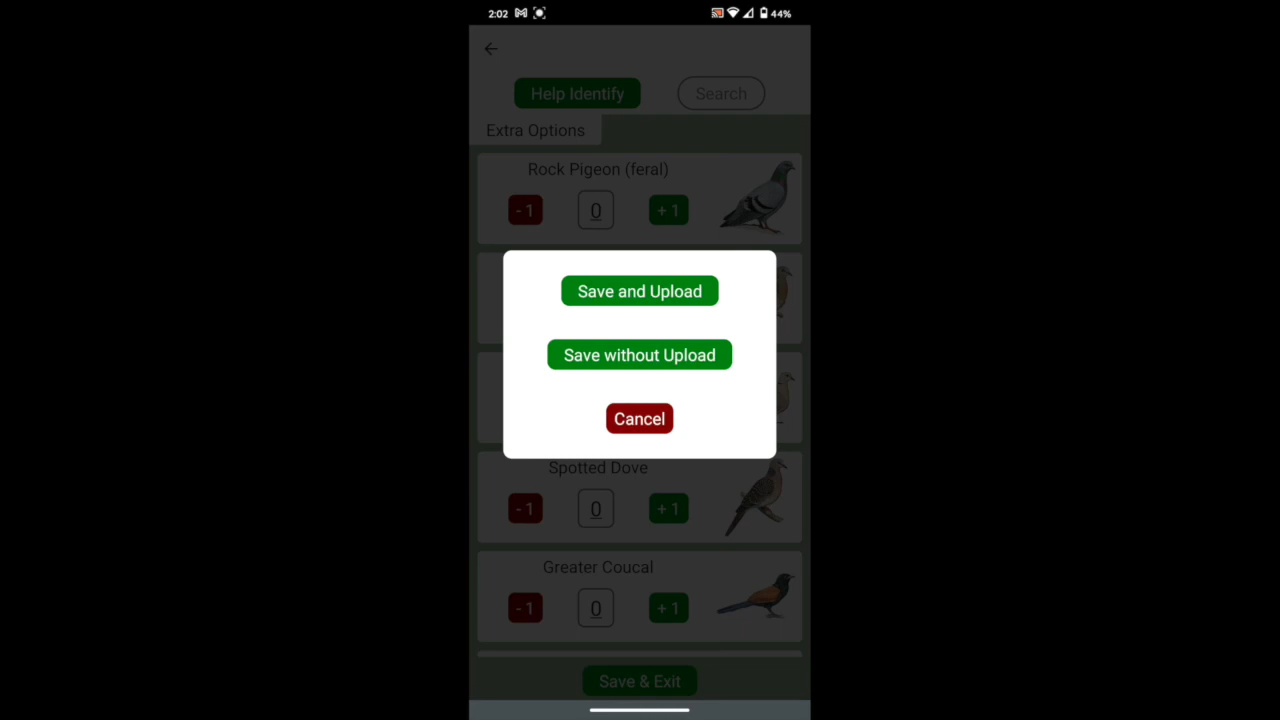 2:02
44%
Help Identify
Search
Extra Options
Rock Pigeon (feral)
- 1
0
+ 1
Save and Upload
Save without Upload
Cancel
Spotted Dove
- 1
0
+ 1
Greater Coucal
- 1
0
+ 1
Save & Exit